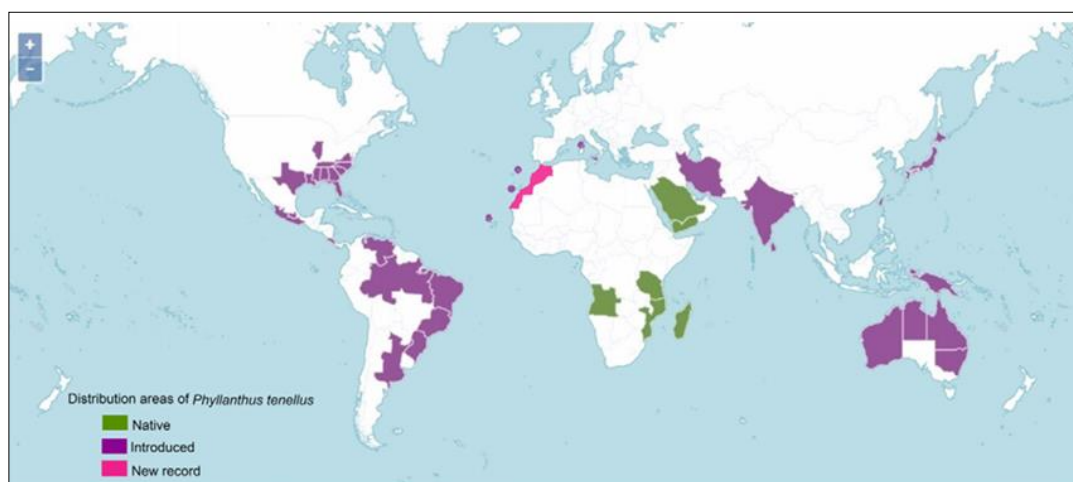 +
−
Distribution areas of Phyllanthus tenellus
Native
Introduced
New record